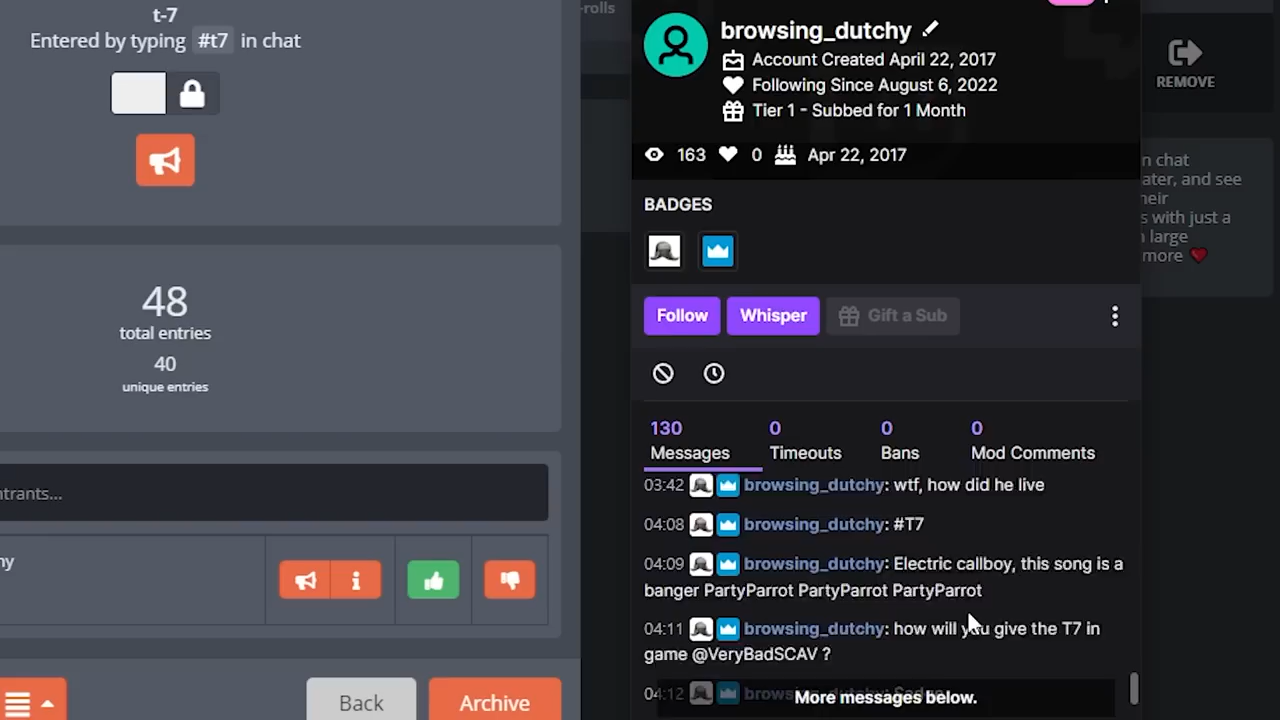 t-7
Entered by typing #t7 in chat
48
total entries
40
unique entries
ntrants...
hy
Back
Archive
-rolls
browsing_dutchy
Account Created April 22, 2017
Following Since August 6, 2022
Tier 1 - Subbed for 1 Month
163 0 Apr 22, 2017
BADGES
Follow Whisper Gift a Sub
130 0 0 0
Messages Timeouts Bans Mod Comments
03:42 browsing_dutchy: wtf, how did he live
04:08 browsing_dutchy: #T7
04:09 browsing_dutchy: Electric callboy, this song is a
banger PartyParrot PartyParrot PartyParrot
04:11 browsing_dutchy: how will you give the T7 in
game @VeryBadSCAV ?
04:12
More messages below.
REMOVE
n chat
ater, and see
heir
s with just a
large
more